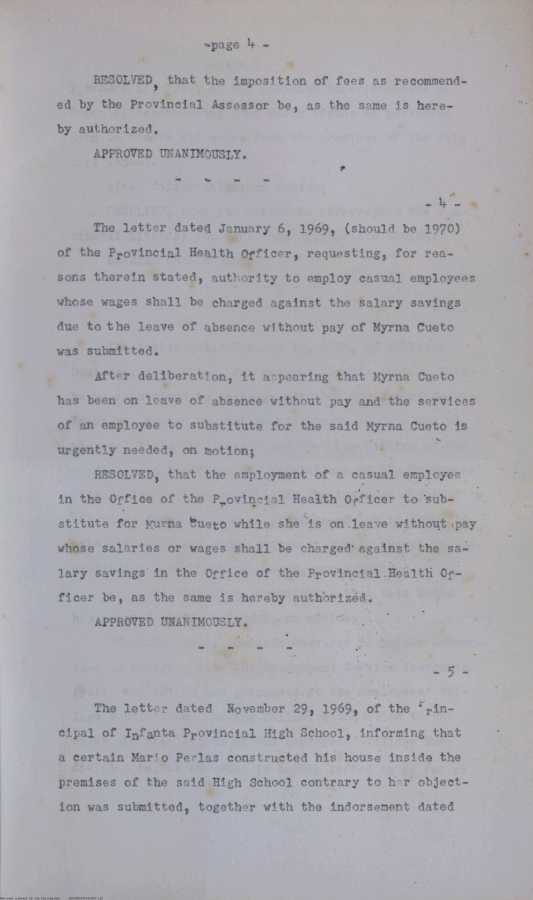 -page 4 -
RESOLVED, that the imposition of fees as recommend-
ed by the Provincial Assessor be, as the same is here-
by authorized.
APPROVED UNANIMOUSLY.
- - - -
- 4 -
The letter dated January 6, 1969, (should be 1970)
of the Provincial Health Officer, requesting, for rea-
sons therein stated, authority to employ casual employees
whose wages shall be charged against the salary savings
due to the leave of absence without pay of Myrna Cueto
was submitted.
After deliberation, it appearing that Myrna Cueto
has been on leave of absence without pay and the services
of an employee to substitute for the said Myrna Cueto is
urgently needed, on motion;
RESOLVED, that the employment of a casual employee
in the Office of the Provincial Health Officer to sub-
stitute for Murna Cueto while she is on leave without pay
whose salaries or wages shall be charged against the sa-
lary savings in the Office of the Provincial Health Of-
ficer be, as the same is hereby authorized.
APPROVED UNANIMOUSLY.
- - - -
- 5 -
The letter dated November 29, 1969, of the Prin-
cipal of Infanta Provincial High School, informing that
a certain Mario Perlas constructed his house inside the
premises of the said High School contrary to her object-
ion was submitted, together with the indorsement dated